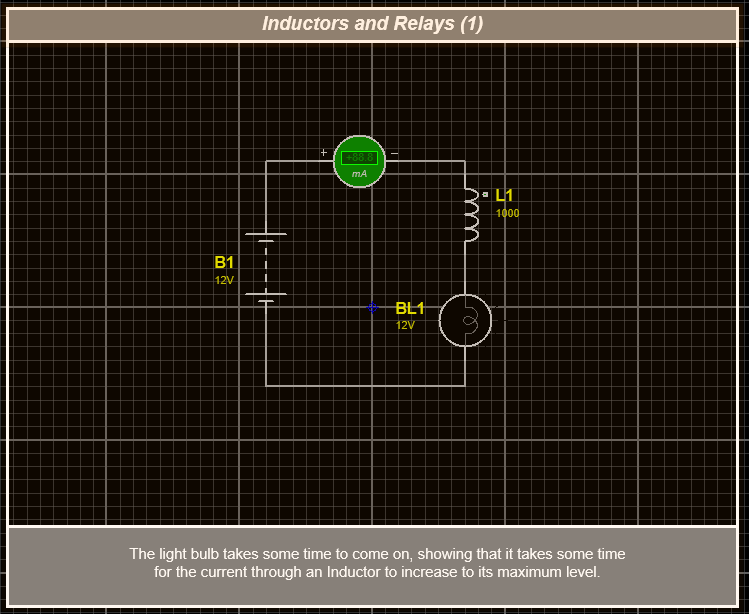 Inductors and Relays (1)
+ −
+88.8
mA
L1
1000
B1
12V
BL1
12V
The light bulb takes some time to come on, showing that it takes some time
for the current through an Inductor to increase to its maximum level.